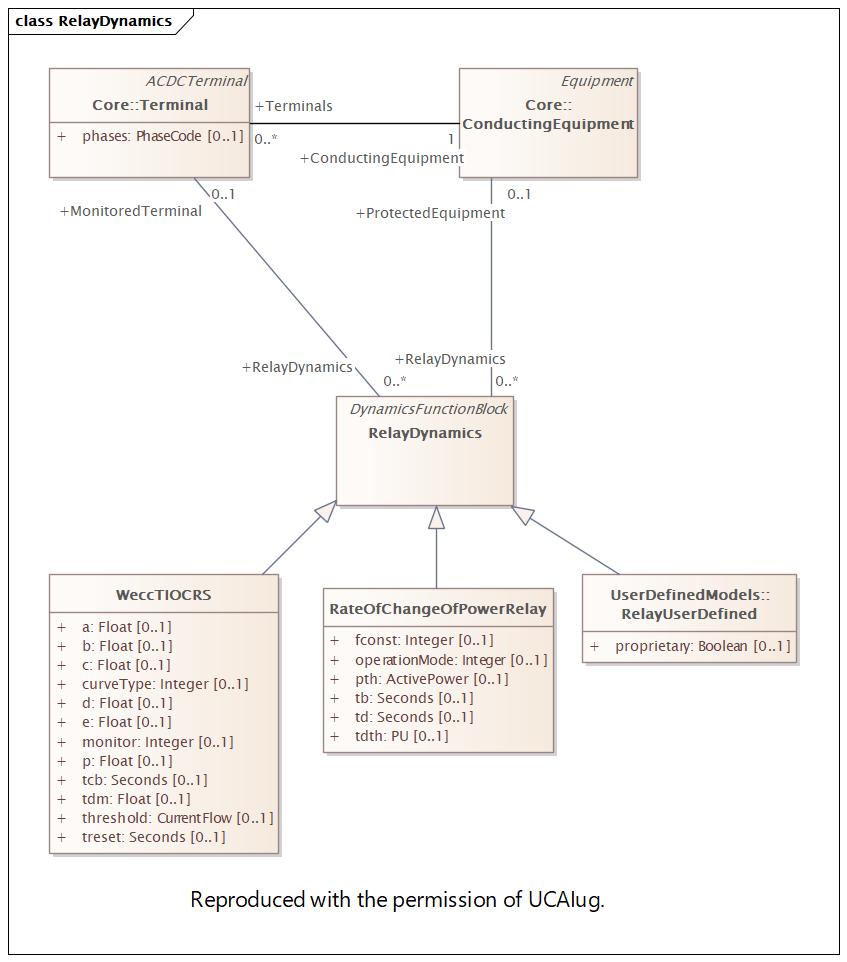 class RelayDynamics
ACDCTerminal
Core::Terminal
+ phases: PhaseCode [0..1]
Equipment
Core::
ConductingEquipment
+Terminals
0..*
1
+ConductingEquipment
0..1
+MonitoredTerminal
0..1
+ProtectedEquipment
+RelayDynamics
0..*
+RelayDynamics
0..*
DynamicsFunctionBlock
RelayDynamics
WeccTIOCRS
+ a: Float [0..1]
+ b: Float [0..1]
+ c: Float [0..1]
+ curveType: Integer [0..1]
+ d: Float [0..1]
+ e: Float [0..1]
+ monitor: Integer [0..1]
+ p: Float [0..1]
+ tcb: Seconds [0..1]
+ tdm: Float [0..1]
+ threshold: CurrentFlow [0..1]
+ treset: Seconds [0..1]
RateOfChangeOfPowerRelay
+ fconst: Integer [0..1]
+ operationMode: Integer [0..1]
+ pth: ActivePower [0..1]
+ tb: Seconds [0..1]
+ td: Seconds [0..1]
+ tdth: PU [0..1]
UserDefinedModels::
RelayUserDefined
+ proprietary: Boolean [0..1]
Reproduced with the permission of UCAIug.